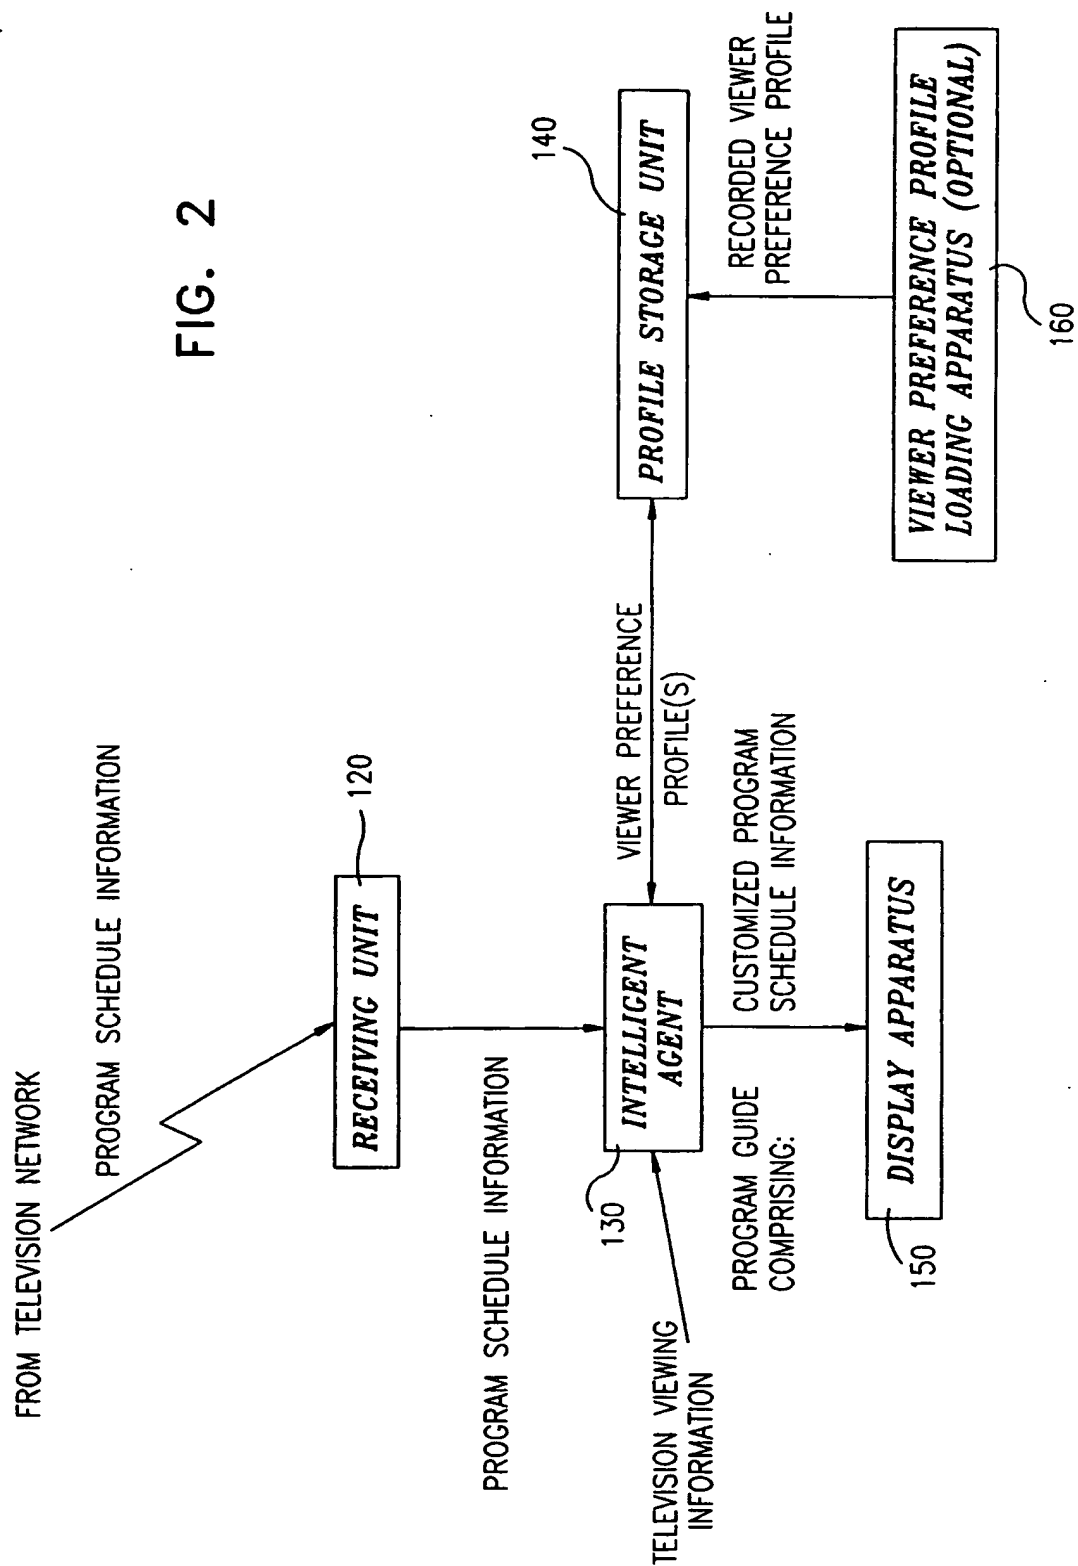 FIG. 2
FROM TELEVISION NETWORK
PROGRAM SCHEDULE INFORMATION
RECEIVING UNIT
120
PROGRAM SCHEDULE INFORMATION
TELEVISION VIEWING
INFORMATION
130
INTELLIGENT
AGENT
VIEWER PREFERENCE
PROFILE(S)
140
PROFILE STORAGE UNIT
PROGRAM GUIDE
COMPRISING:
CUSTOMIZED PROGRAM
SCHEDULE INFORMATION
RECORDED VIEWER
PREFERENCE PROFILE
150
DISPLAY APPARATUS
VIEWER PREFERENCE PROFILE
LOADING APPARATUS (OPTIONAL)
160